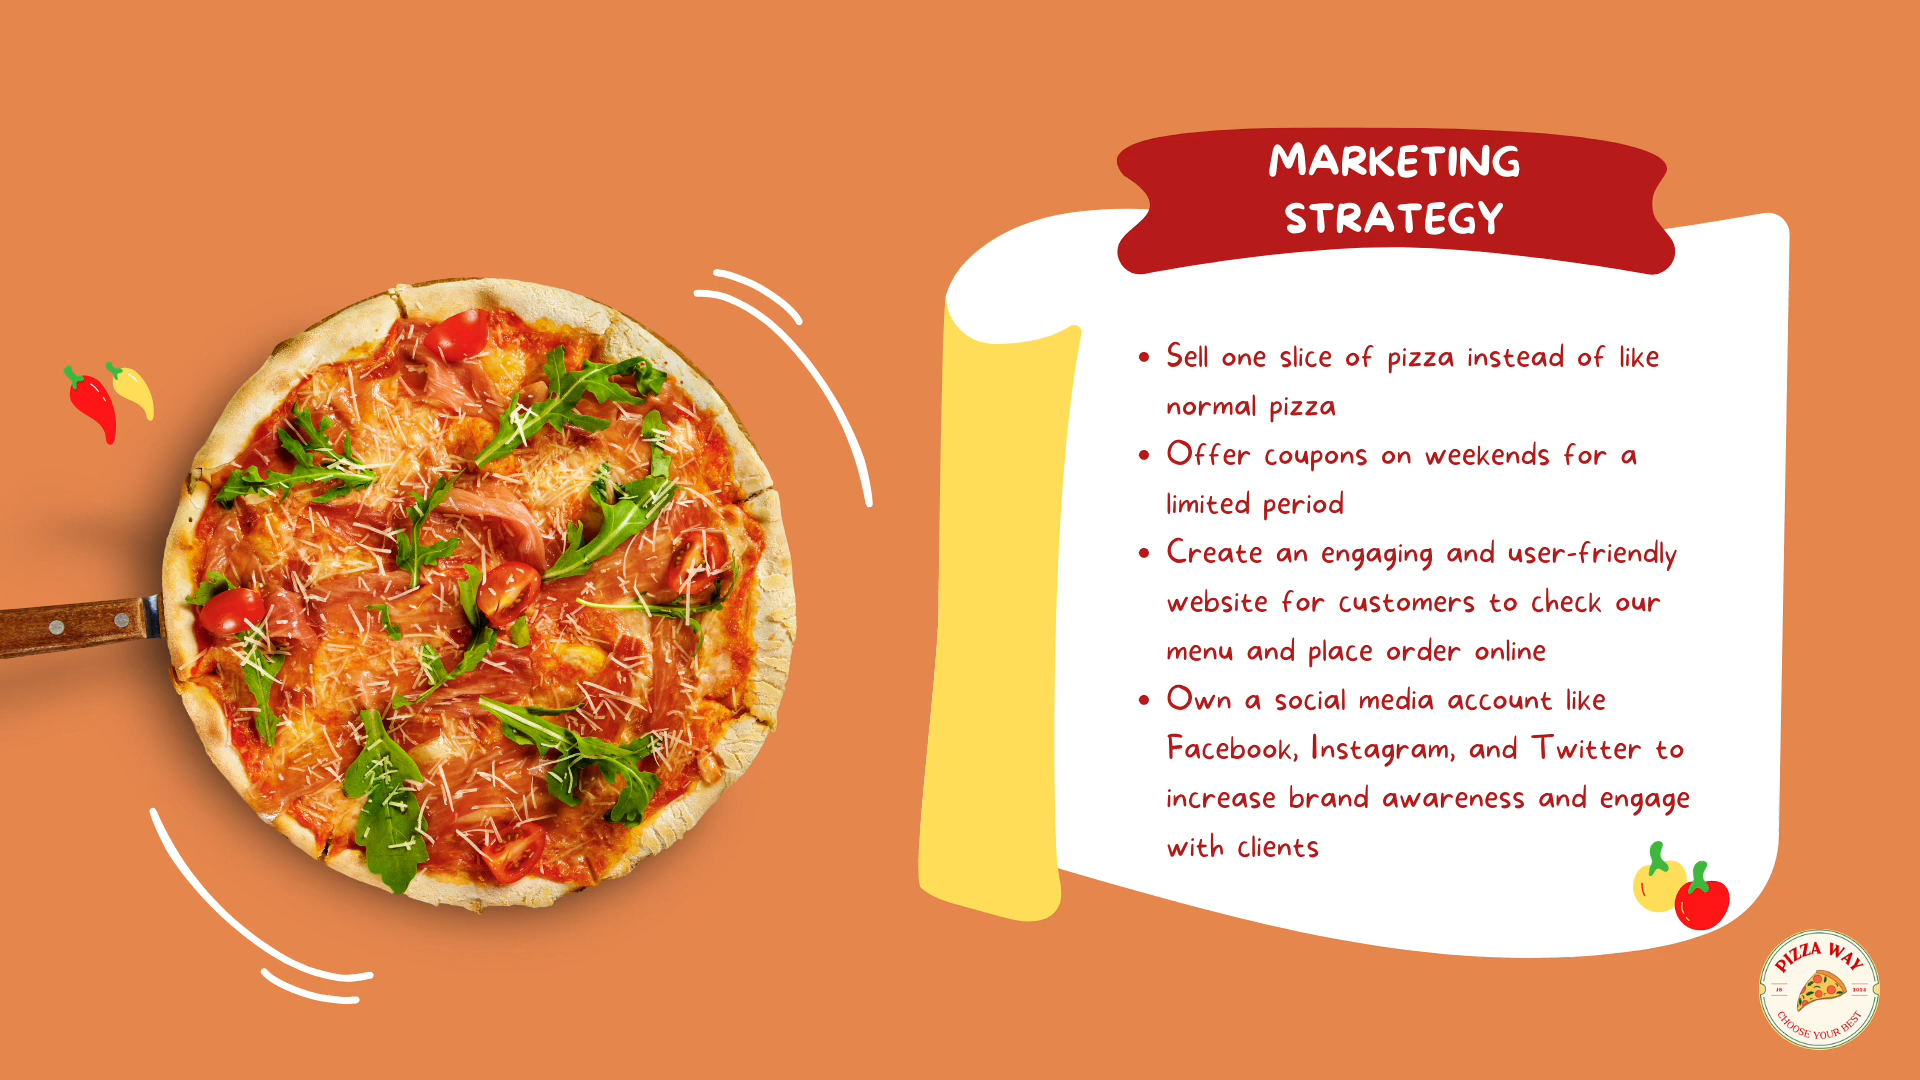 MARKETING
STRATEGY
• Sell one slice of pizza instead of like
normal pizza
• Offer coupons on weekends for a
limited period
• Create an engaging and user-friendly
website for customers to check our
menu and place order online
• Own a social media account like
Facebook, Instagram, and Twitter to
increase brand awareness and engage
with clients
PIZZA WAY
CHOOSE YOUR BEST